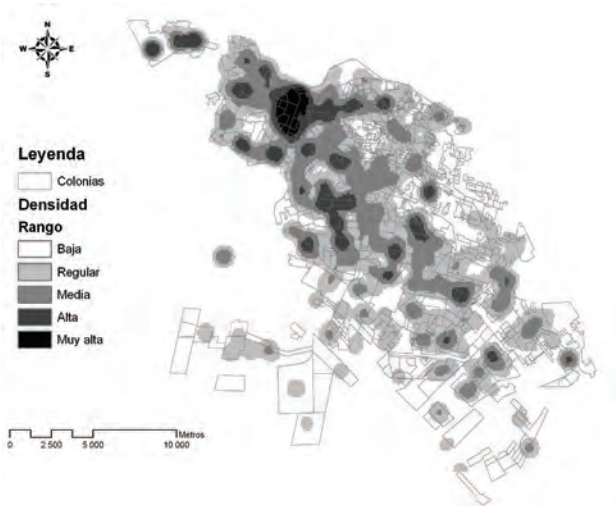 N
W E
S
Leyenda
Colonias
Densidad
Rango
Baja
Regular
Media
Alta
Muy alta
Metros
0 2.500 5 000 10 000